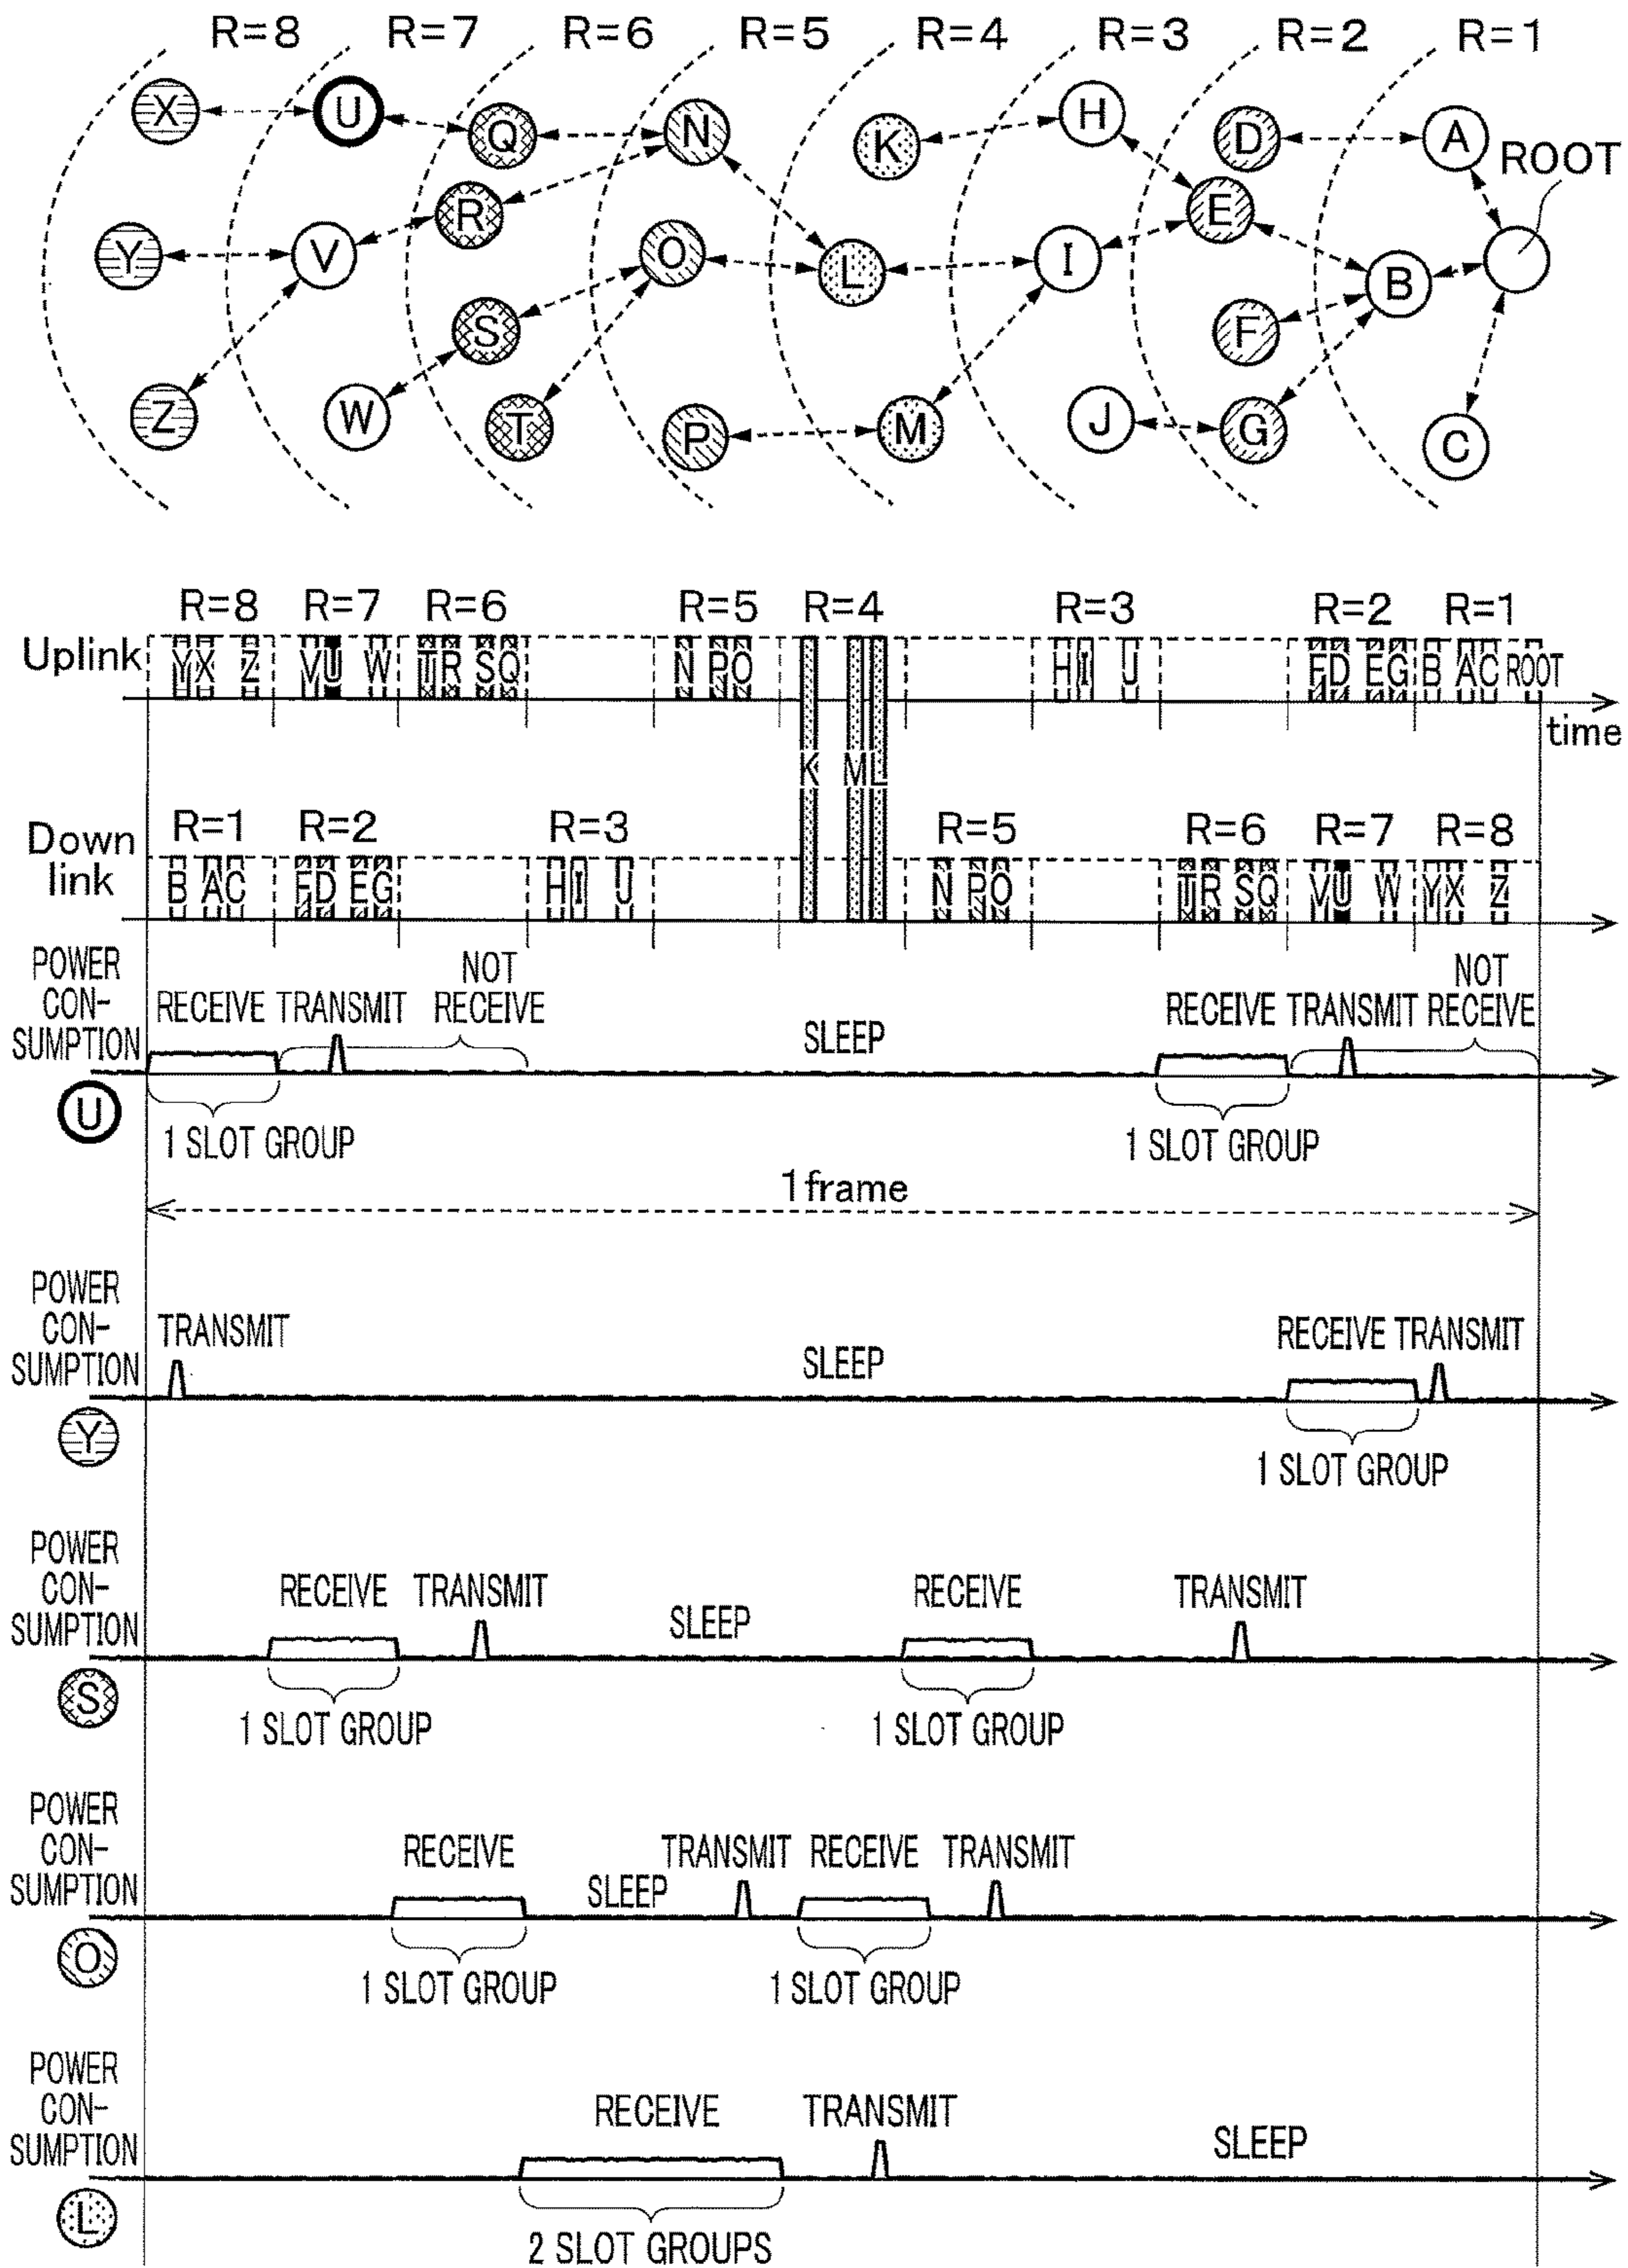 R=8 R=7 R=6 R=5 R=4 R=3 R=2 R=1
X U Q N K H D A
ROOT
R E
Y V O L I B
S F
Z W T P M J G C
R=8 R=7 R=6 R=5 R=4 R=3 R=2 R=1
Uplink YX Z VU W TR SQ N PO HI J FD EG B AC ROOT
time
K ML
R=1 R=2 R=3 R=5 R=6 R=7 R=8
Down
link
B AC FD EG HI J N PO TR SQ VU W YX Z
POWER
CON-
SUMPTION
RECEIVE TRANSMIT NOT
RECEIVE
SLEEP
RECEIVE TRANSMIT NOT
RECEIVE
U
1 SLOT GROUP 1 SLOT GROUP
1 frame
POWER
CON-
SUMPTION
TRANSMIT SLEEP RECEIVE TRANSMIT
Y
1 SLOT GROUP
POWER
CON-
SUMPTION
RECEIVE TRANSMIT SLEEP RECEIVE TRANSMIT
S
1 SLOT GROUP 1 SLOT GROUP
POWER
CON-
SUMPTION
RECEIVE SLEEP TRANSMIT RECEIVE TRANSMIT
O
1 SLOT GROUP 1 SLOT GROUP
POWER
CON-
SUMPTION
RECEIVE TRANSMIT SLEEP
L
2 SLOT GROUPS